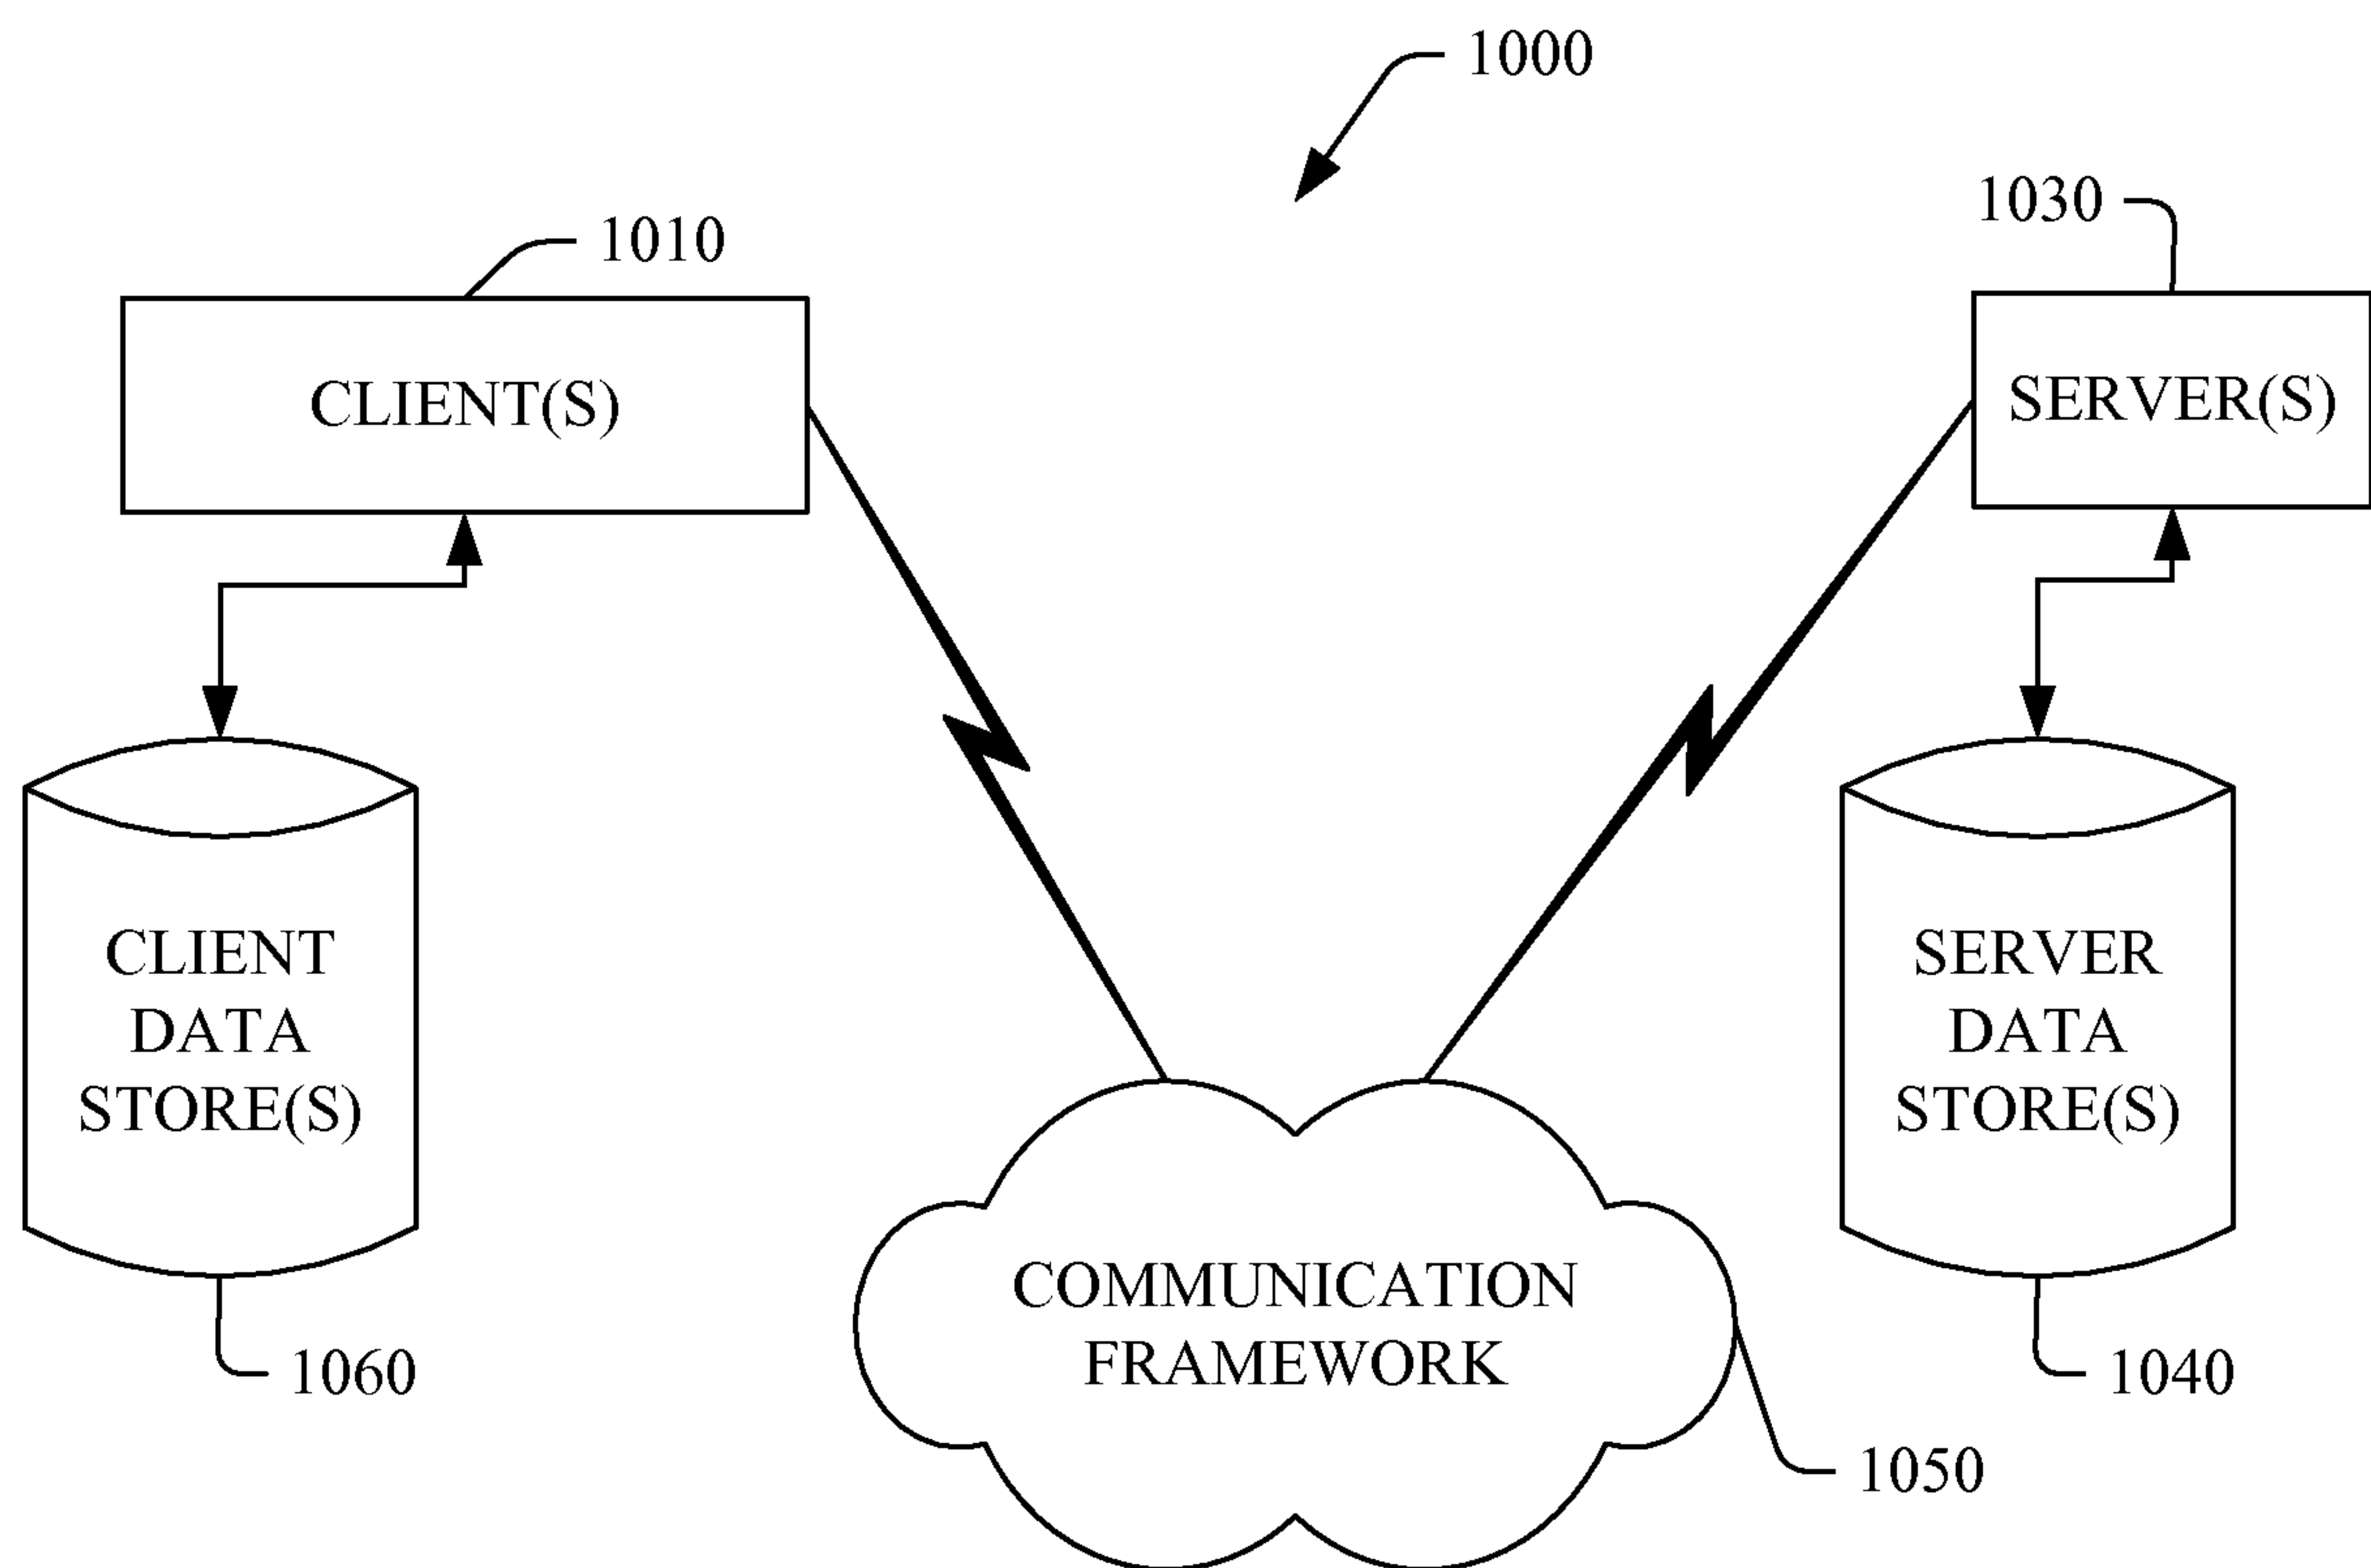 1000
1010
1030
CLIENT(S)
SERVER(S)
CLIENT
DATA
STORE(S)
SERVER
DATA
STORE(S)
COMMUNICATION
FRAMEWORK
1060
1040
1050